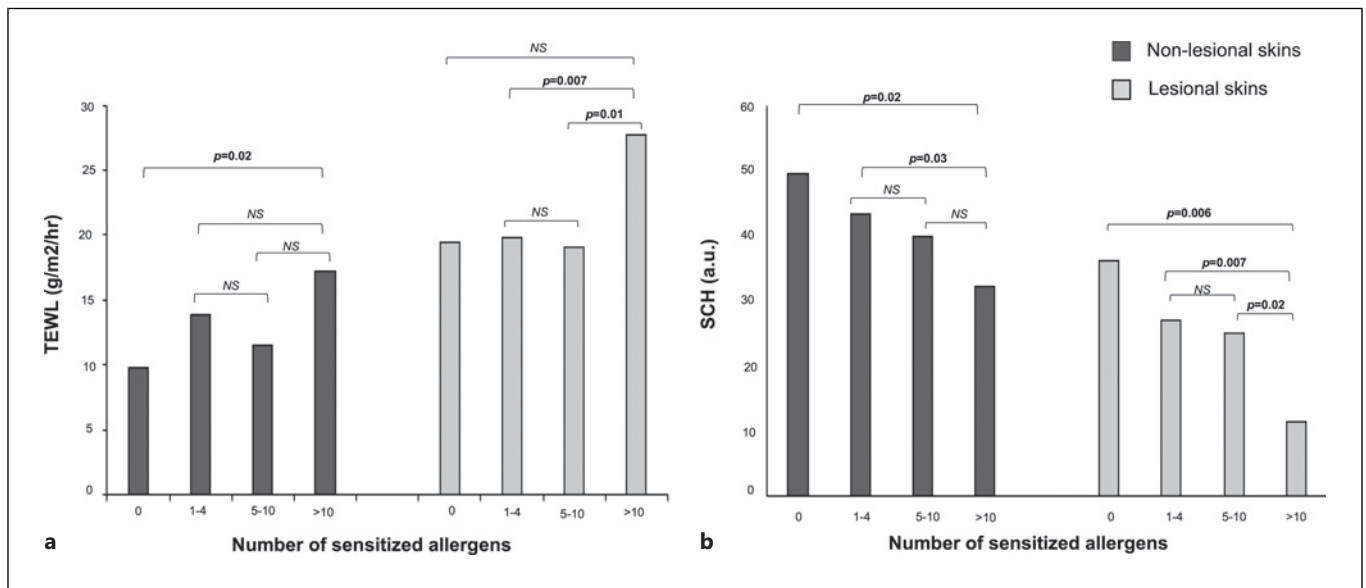 NS
p=0.007
p=0.01
p=0.02
NS
NS
NS
NS
30
25
20
15
10
5
0
TEWL (g/m2/hr)
0 1-4 5-10 >10 0 1-4 5-10 >10
a
Number of sensitized allergens
Non-lesional skins
Lesional skins
p=0.02
p=0.03
NS
NS
p=0.006
p=0.007
NS
p=0.02
60
50
40
30
20
10
0
SCH (a.u.)
0 1-4 5-10 >10 0 1-4 5-10 >10
b
Number of sensitized allergens